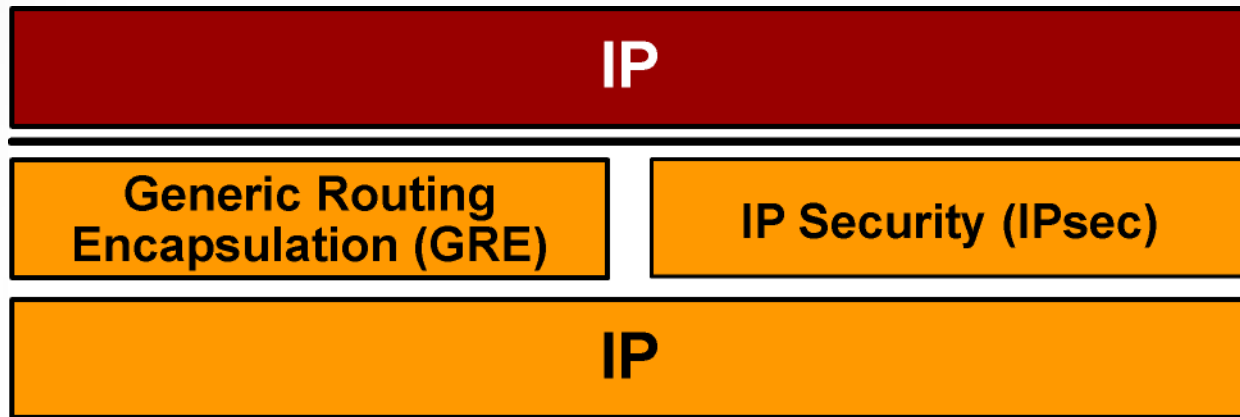 IP
Generic Routing
Encapsulation (GRE)
IP Security (IPsec)
IP